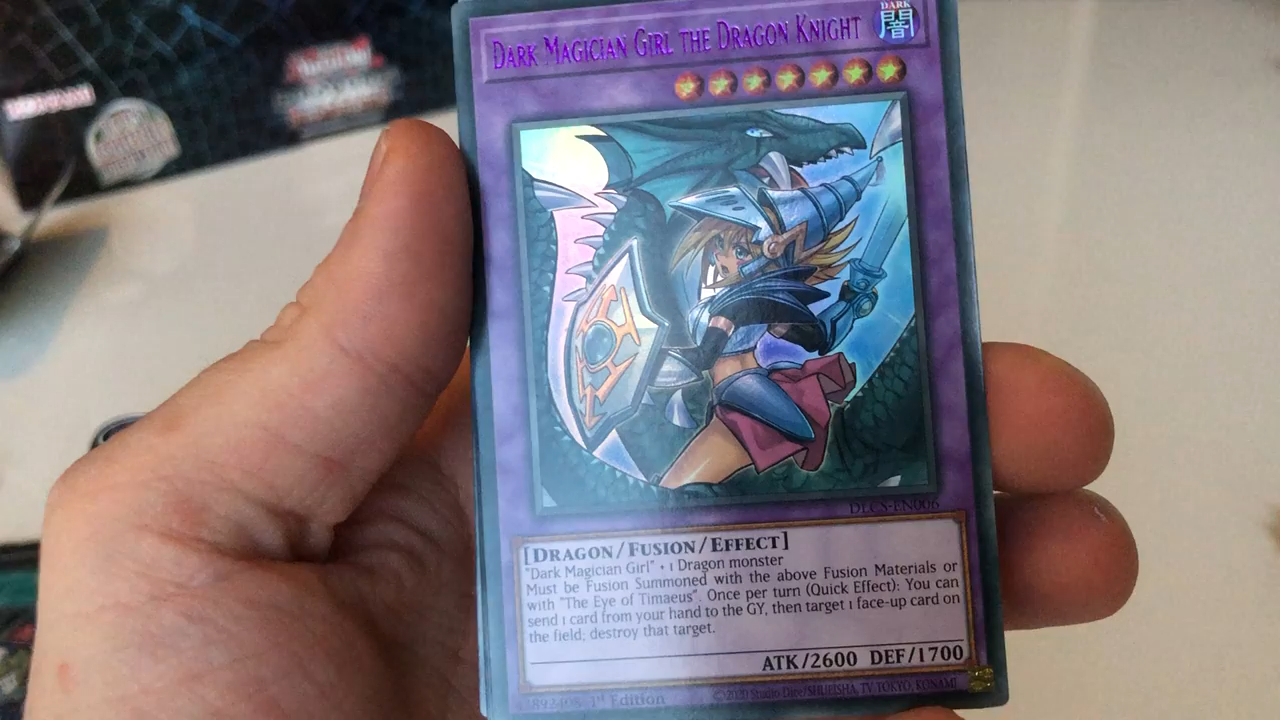 DARK MAGICIAN GIRL THE DRAGON KNIGHT
DARK
闇
DLCS-EN006
[DRAGON/FUSION/EFFECT]
"Dark Magician Girl" + 1 Dragon monster
Must be Fusion Summoned with the above Fusion Materials or
with "The Eye of Timaeus". Once per turn (Quick Effect): You can
send 1 card from your hand to the GY, then target 1 face-up card on
the field; destroy that target.
ATK/2600 DEF/1700
1st Edition
©2020 Studio Dice/SHUEISHA, TV TOKYO, KONAMI